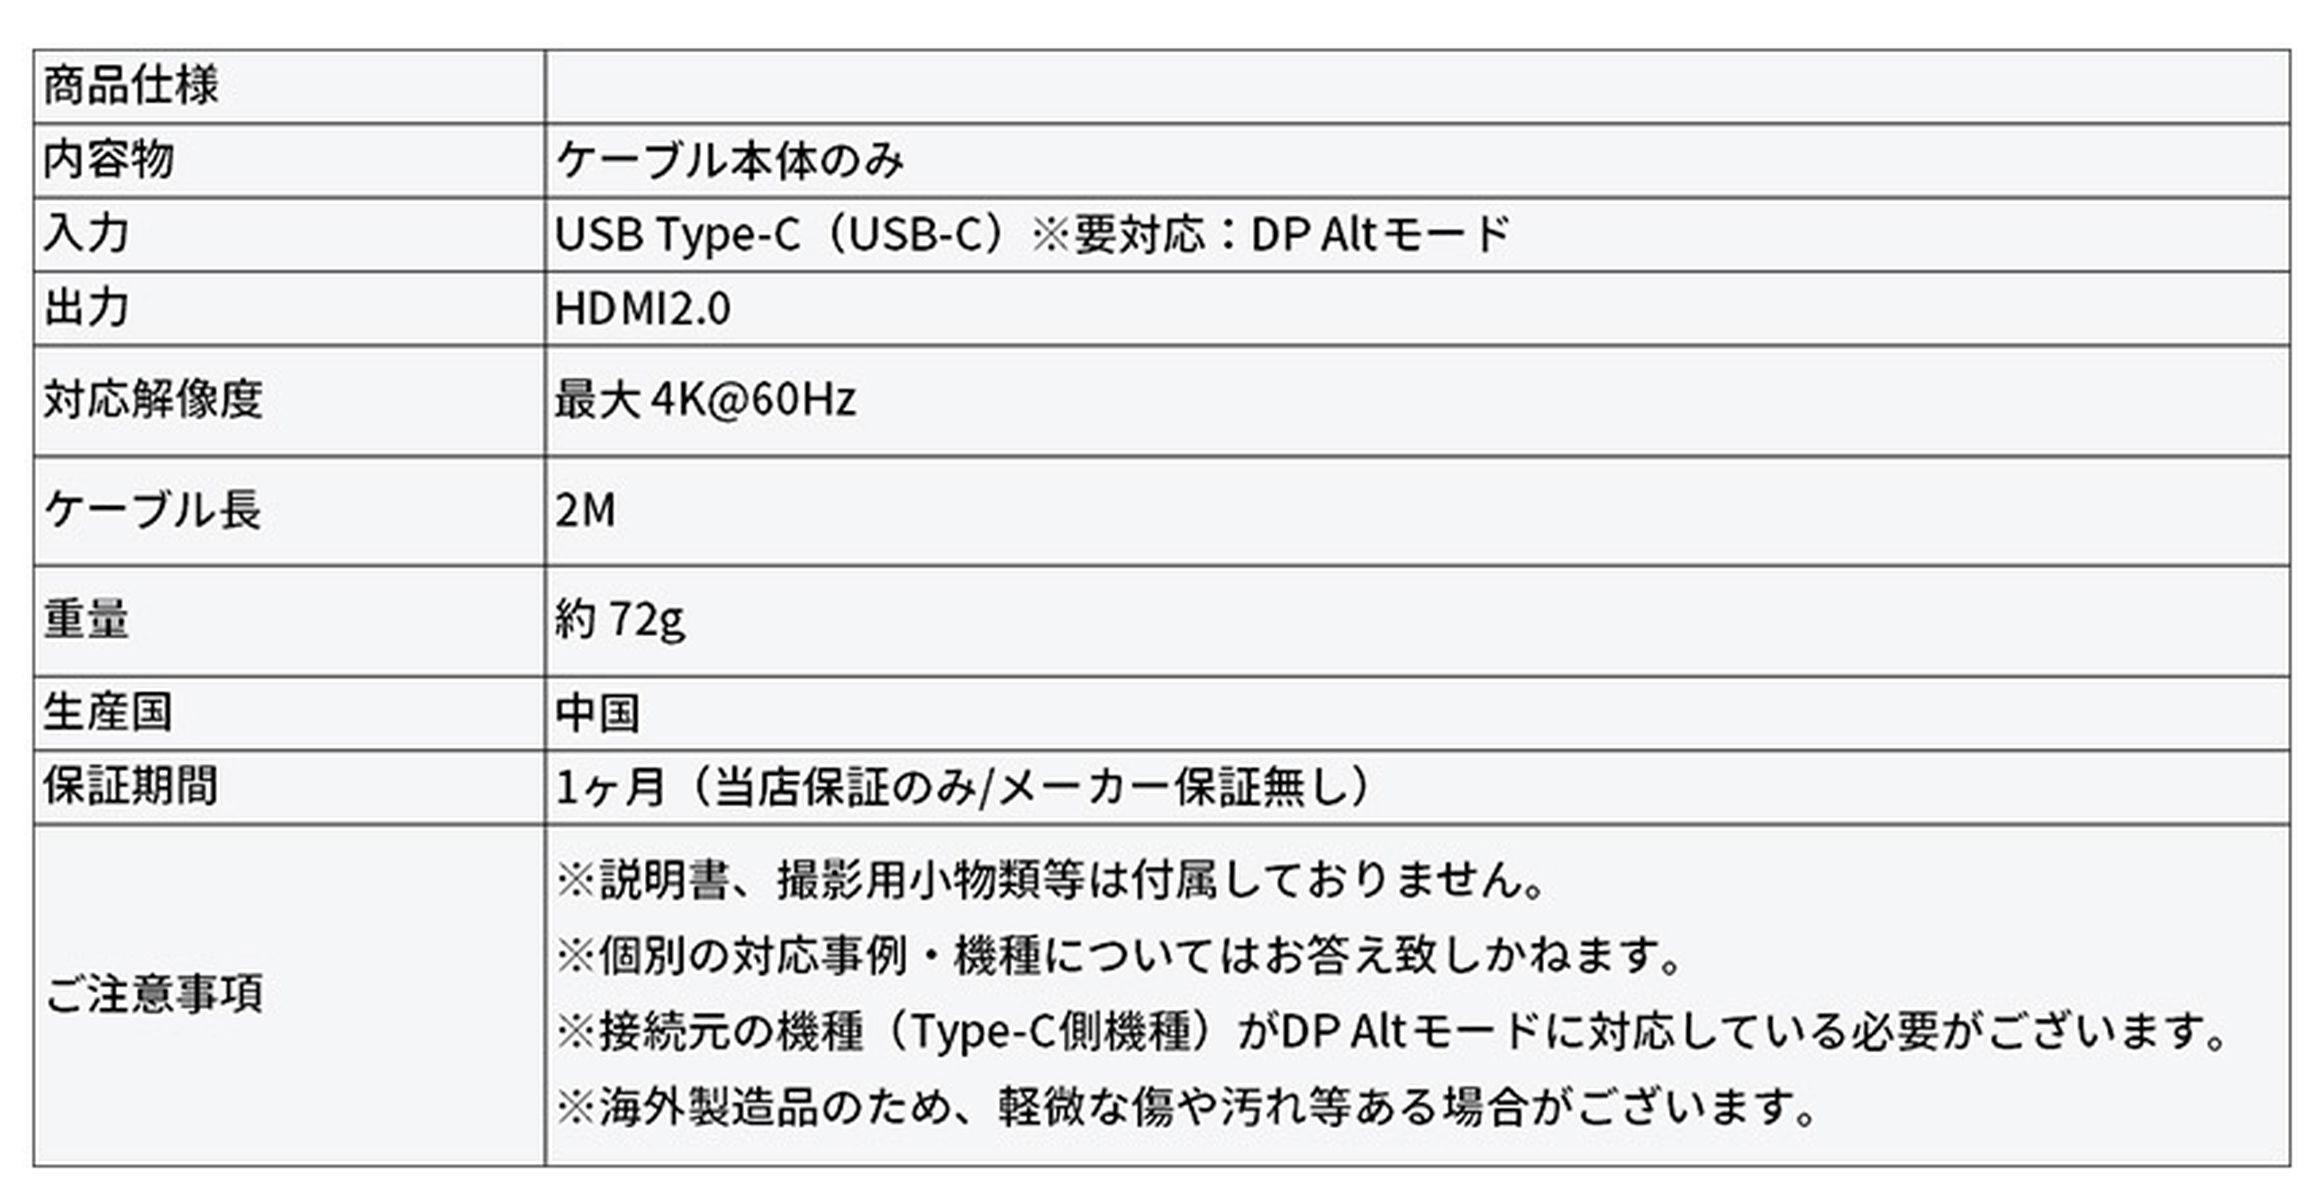 商品仕様
内容物 ケーブル本体のみ
入力 USB Type-C（USB-C）※要対応：DP Altモード
出力 HDMI2.0
対応解像度 最大 4K@60Hz
ケーブル長 2M
重量 約 72g
生産国 中国
保証期間 1ヶ月（当店保証のみ/メーカー保証無し）
ご注意事項
※説明書、撮影用小物類等は付属しておりません。
※個別の対応事例・機種についてはお答え致しかねます。
※接続元の機種（Type-C側機種）がDP Altモードに対応している必要がございます。
※海外製造品のため、軽微な傷や汚れ等ある場合がございます。